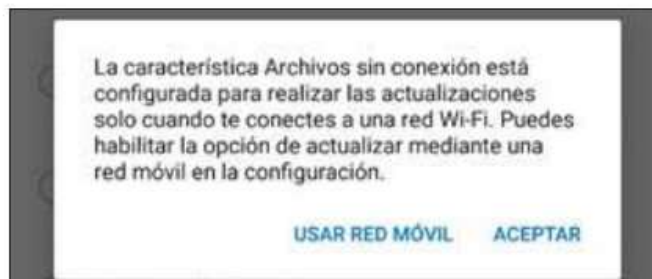 La característica Archivos sin conexión está
configurada para realizar las actualizaciones
solo cuando te conectes a una red Wi-Fi. Puedes
habilitar la opción de actualizar mediante una
red móvil en la configuración.
USAR RED MÓVIL ACEPTAR